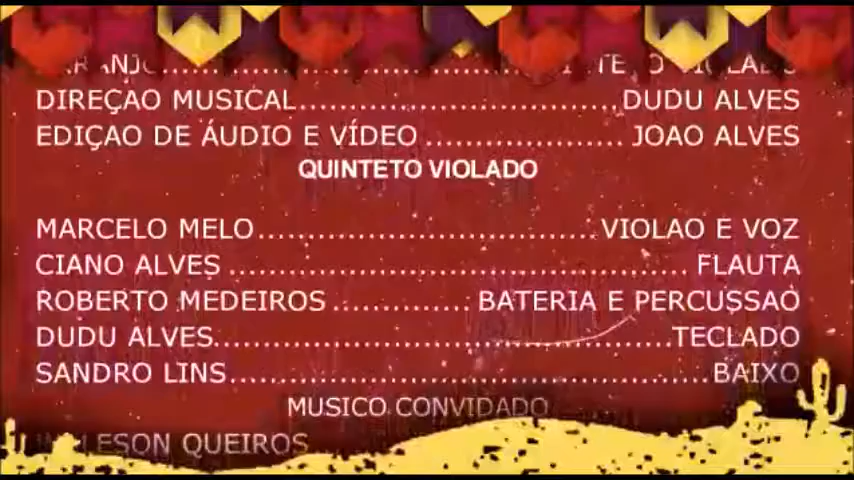 DIREÇAO MUSICAL....................................DUDU ALVES
EDIÇAO DE ÁUDIO E VÍDEO ......................JOAO ALVES
QUINTETO VIOLADO
MARCELO MELO......................................VIOLAO E VOZ
CIANO ALVES ...................................................FLAUTA
ROBERTO MEDEIROS ...............BATERIA E PERCUSSAO
DUDU ALVES...................................................TECLADO
SANDRO LINS.....................................................BAIXO
MUSICO CONVIDADO
QUEIROS